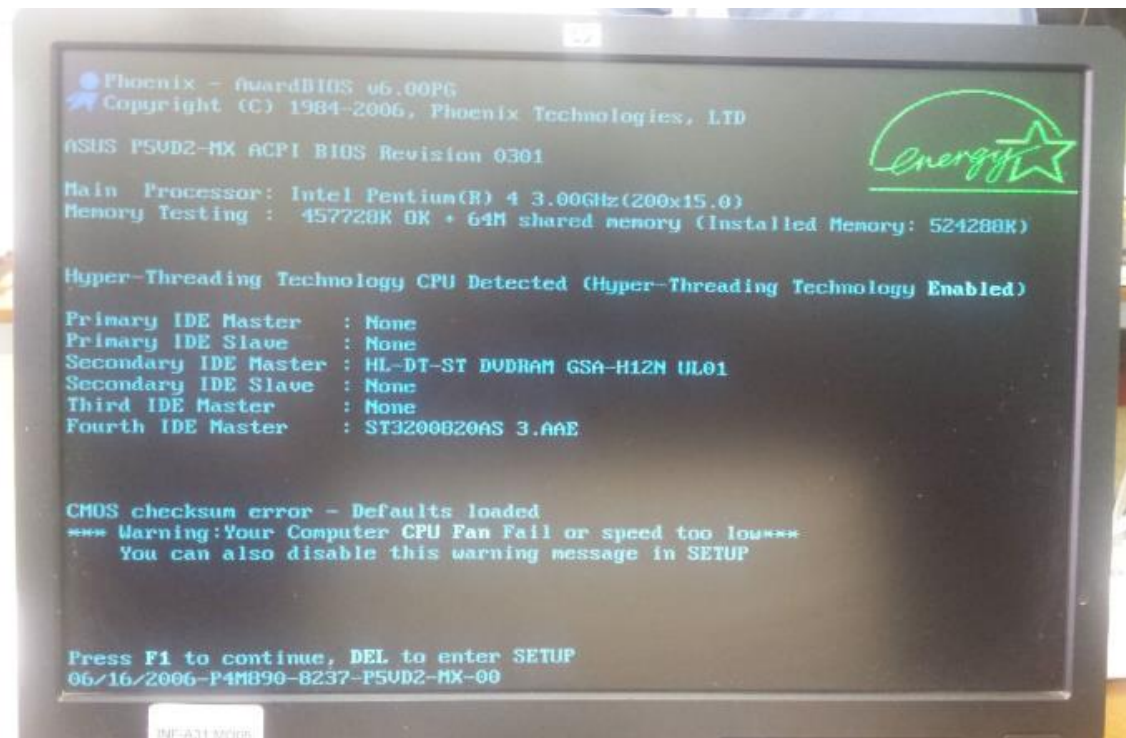 Phoenix - AwardBIOS v6.00PG
Copyright (C) 1984-2006, Phoenix Technologies, LTD
energy
ASUS P5VD2-MX ACPI BIOS Revision 0301
Main Processor: Intel Pentium(R) 4 3.00GHz(200x15.0)
Memory Testing : 457728K OK + 64M shared memory (Installed Memory: 524288K)
Hyper-Threading Technology CPU Detected (Hyper-Threading Technology Enabled)
Primary IDE Master : None
Primary IDE Slave : None
Secondary IDE Master : HL-DT-ST DVDRAM GSA-H12N UL01
Secondary IDE Slave : None
Third IDE Master : None
Fourth IDE Master : ST3200820AS 3.AAE
CMOS checksum error - Defaults loaded
*** Warning:Your Computer CPU Fan Fail or speed too low***
You can also disable this warning message in SETUP
Press F1 to continue, DEL to enter SETUP
06/16/2006-P4M890-8237-P5VD2-MX-00